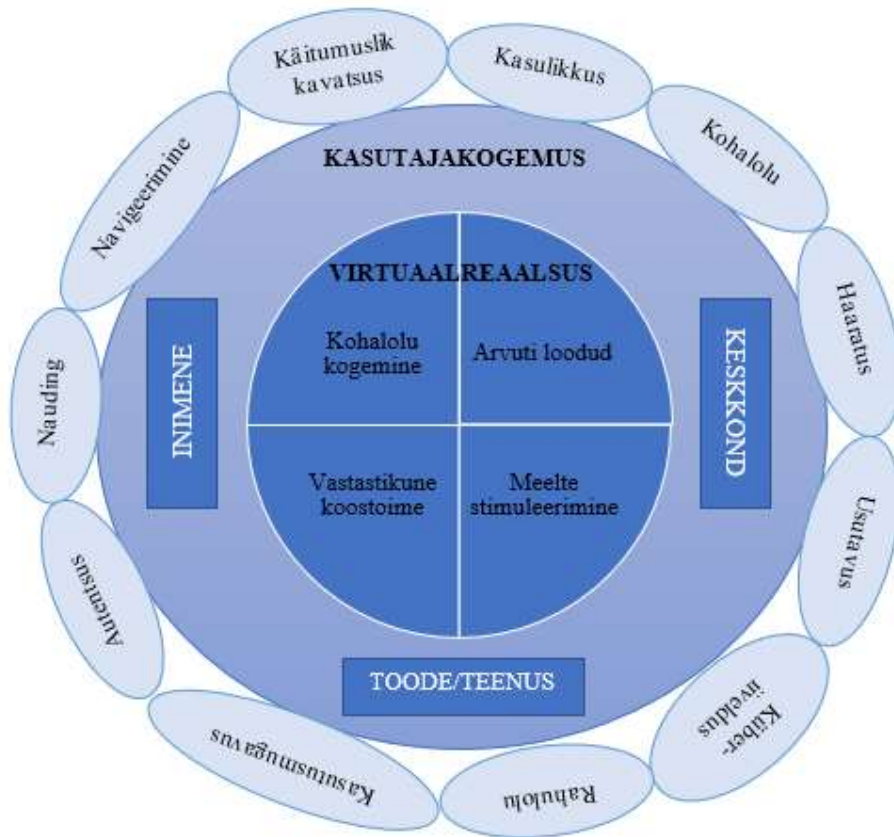 Käitumuslik
kavatsus
Kasulikkus
Kohalolu
Haaratus
Usutavus
Küber-
iiveldus
Rahulolu
Kasutusmugavus
Autentsus
Nauding
Navigeerimine
KASUTAJAKOGEMUS
VIRTUAALREAALSUS
Kohalolu
kogemine
Arvuti loodud
Vastastikune
koostoime
Meelte
stimuleerimine
INIMENE
KESKKOND
TOODE/TEENUS